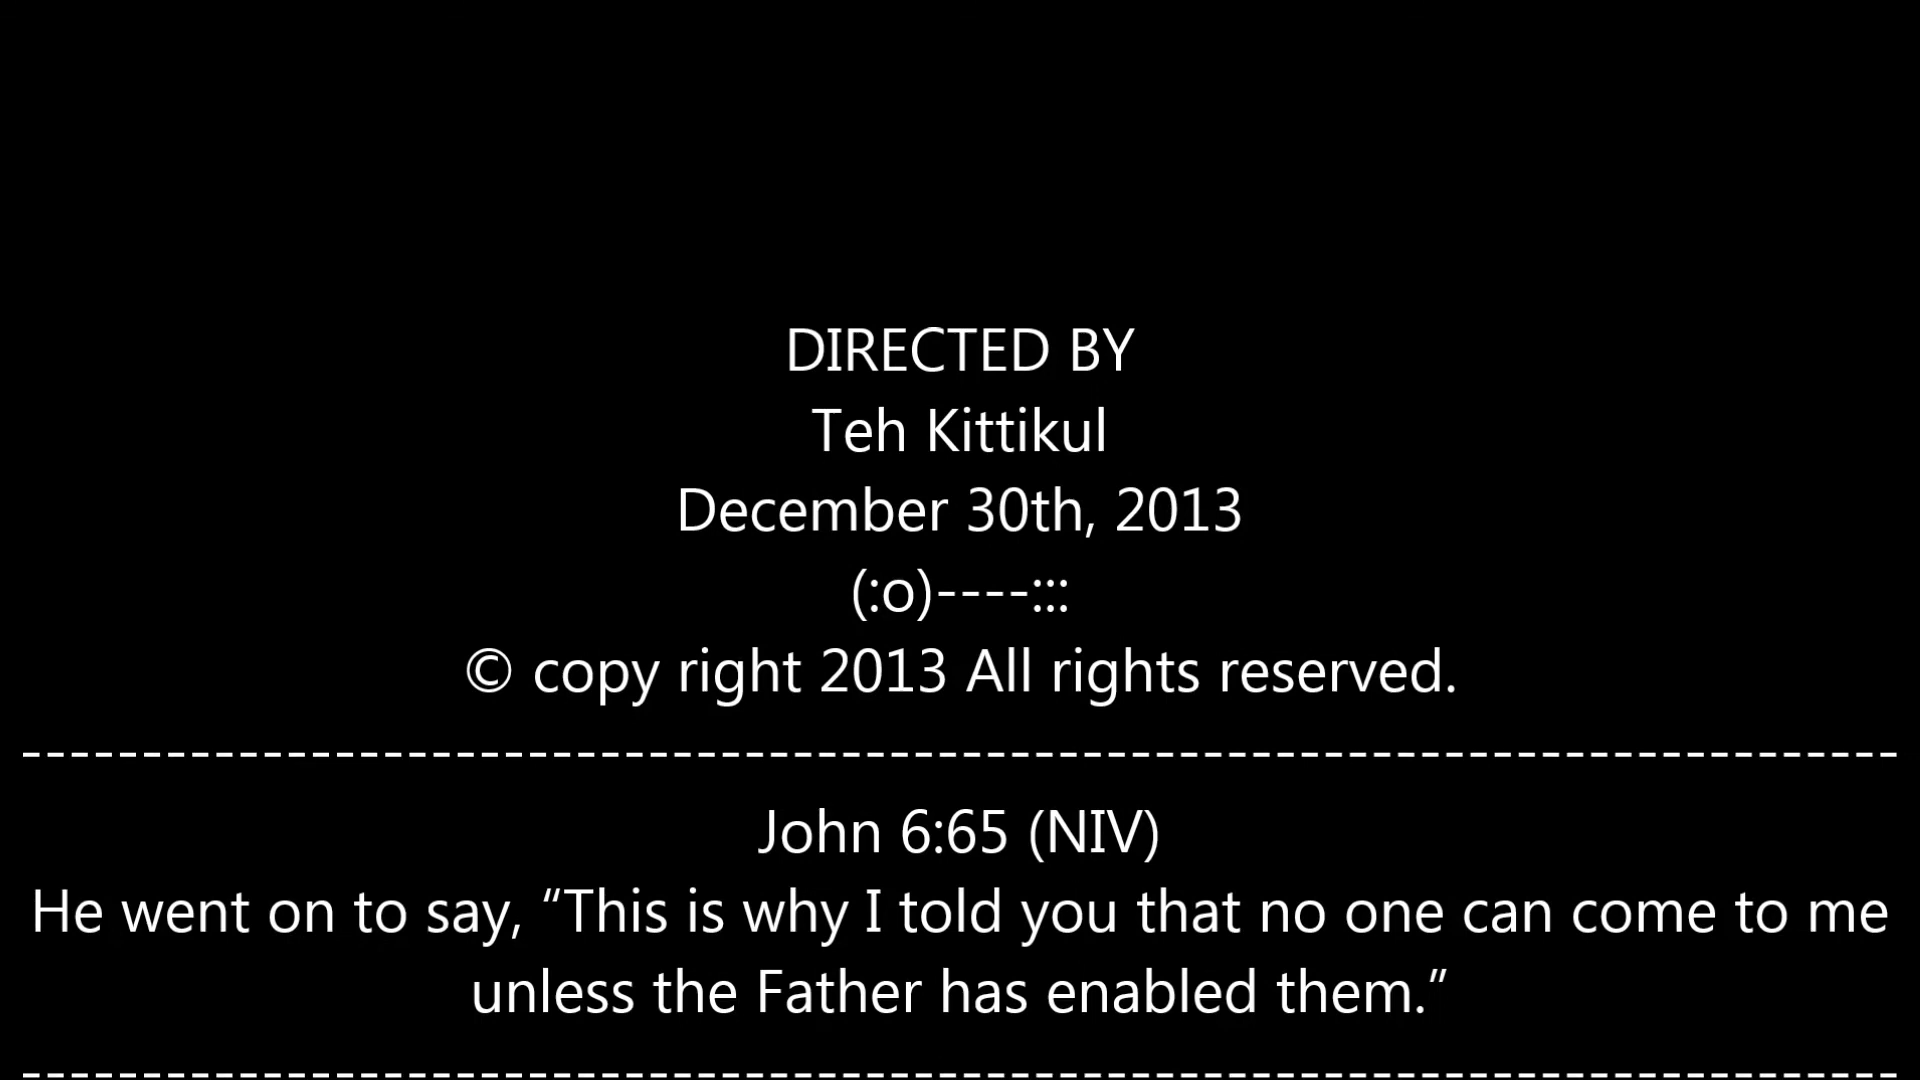 DIRECTED BY
Teh Kittikul
December 30th, 2013
(:o)----:::
© copy right 2013 All rights reserved.
------------------------------------------------------------------------------
John 6:65 (NIV)
He went on to say, “This is why I told you that no one can come to me
unless the Father has enabled them.”
------------------------------------------------------------------------------